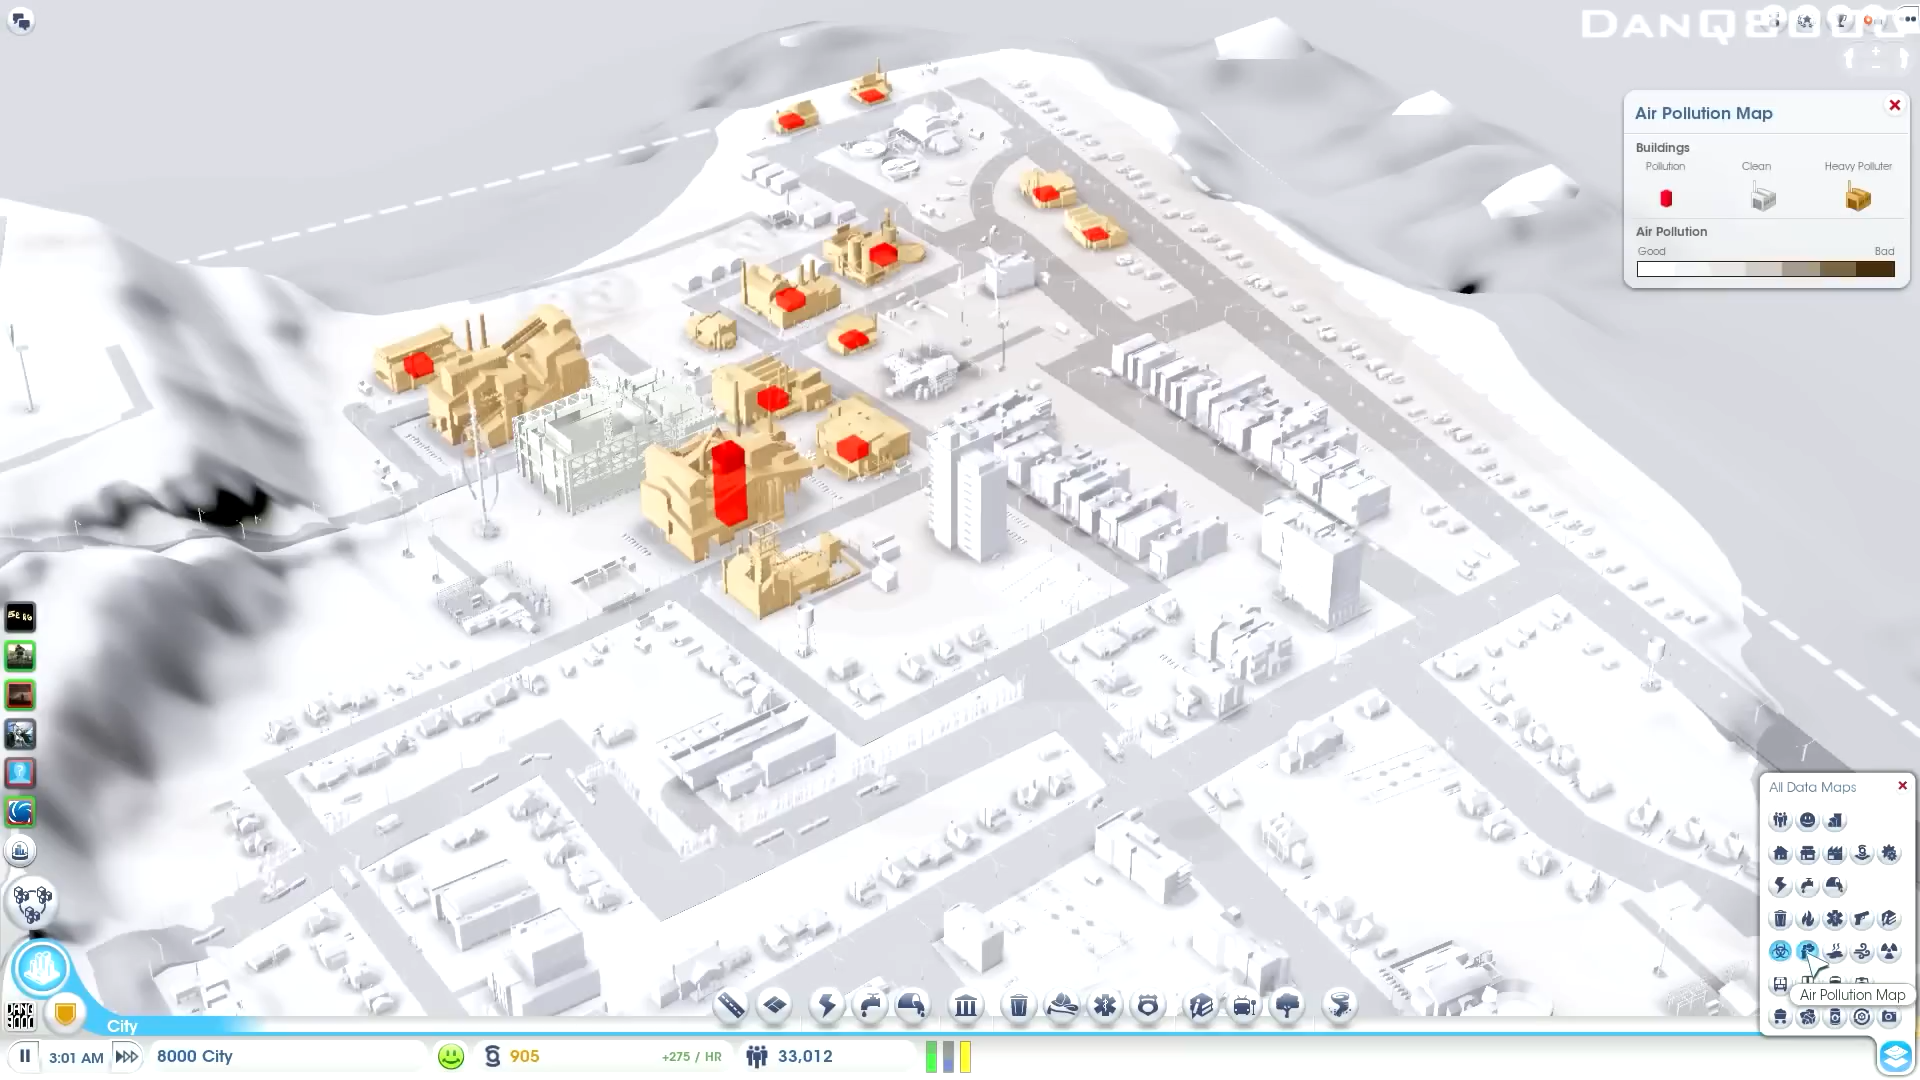 DanQ8000
Air Pollution Map
Buildings
Pollution Clean Heavy Polluter
Air Pollution
Good Bad
All Data Maps
Air Pollution Map
City
3:01 AM 8000 City 905 +275 / HR 33,012